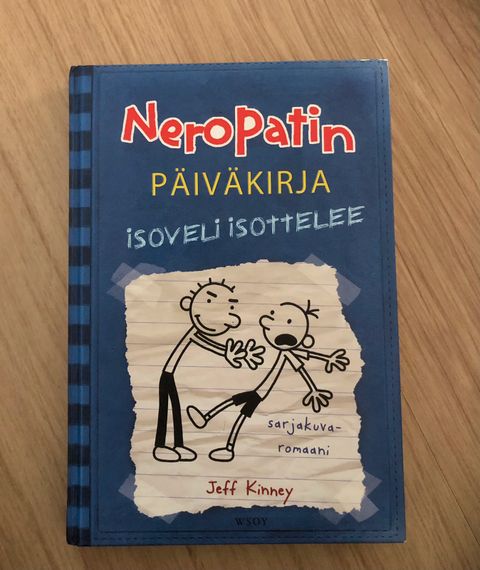 Neropatin
PÄIVÄKIRJA
iSOVELi iSOTTELEE
sarjakuva-
romaani
Jeff Kinney
WSOY